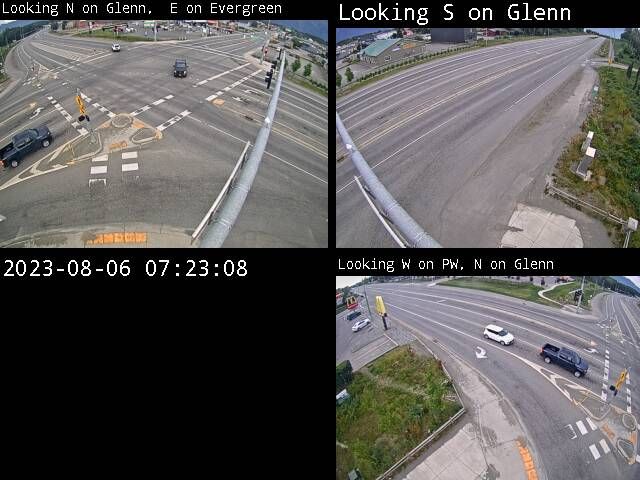 Looking N on Glenn,  E on Evergreen
Looking S on Glenn
2023-08-06 07:23:08
Looking W on PW, N on Glenn